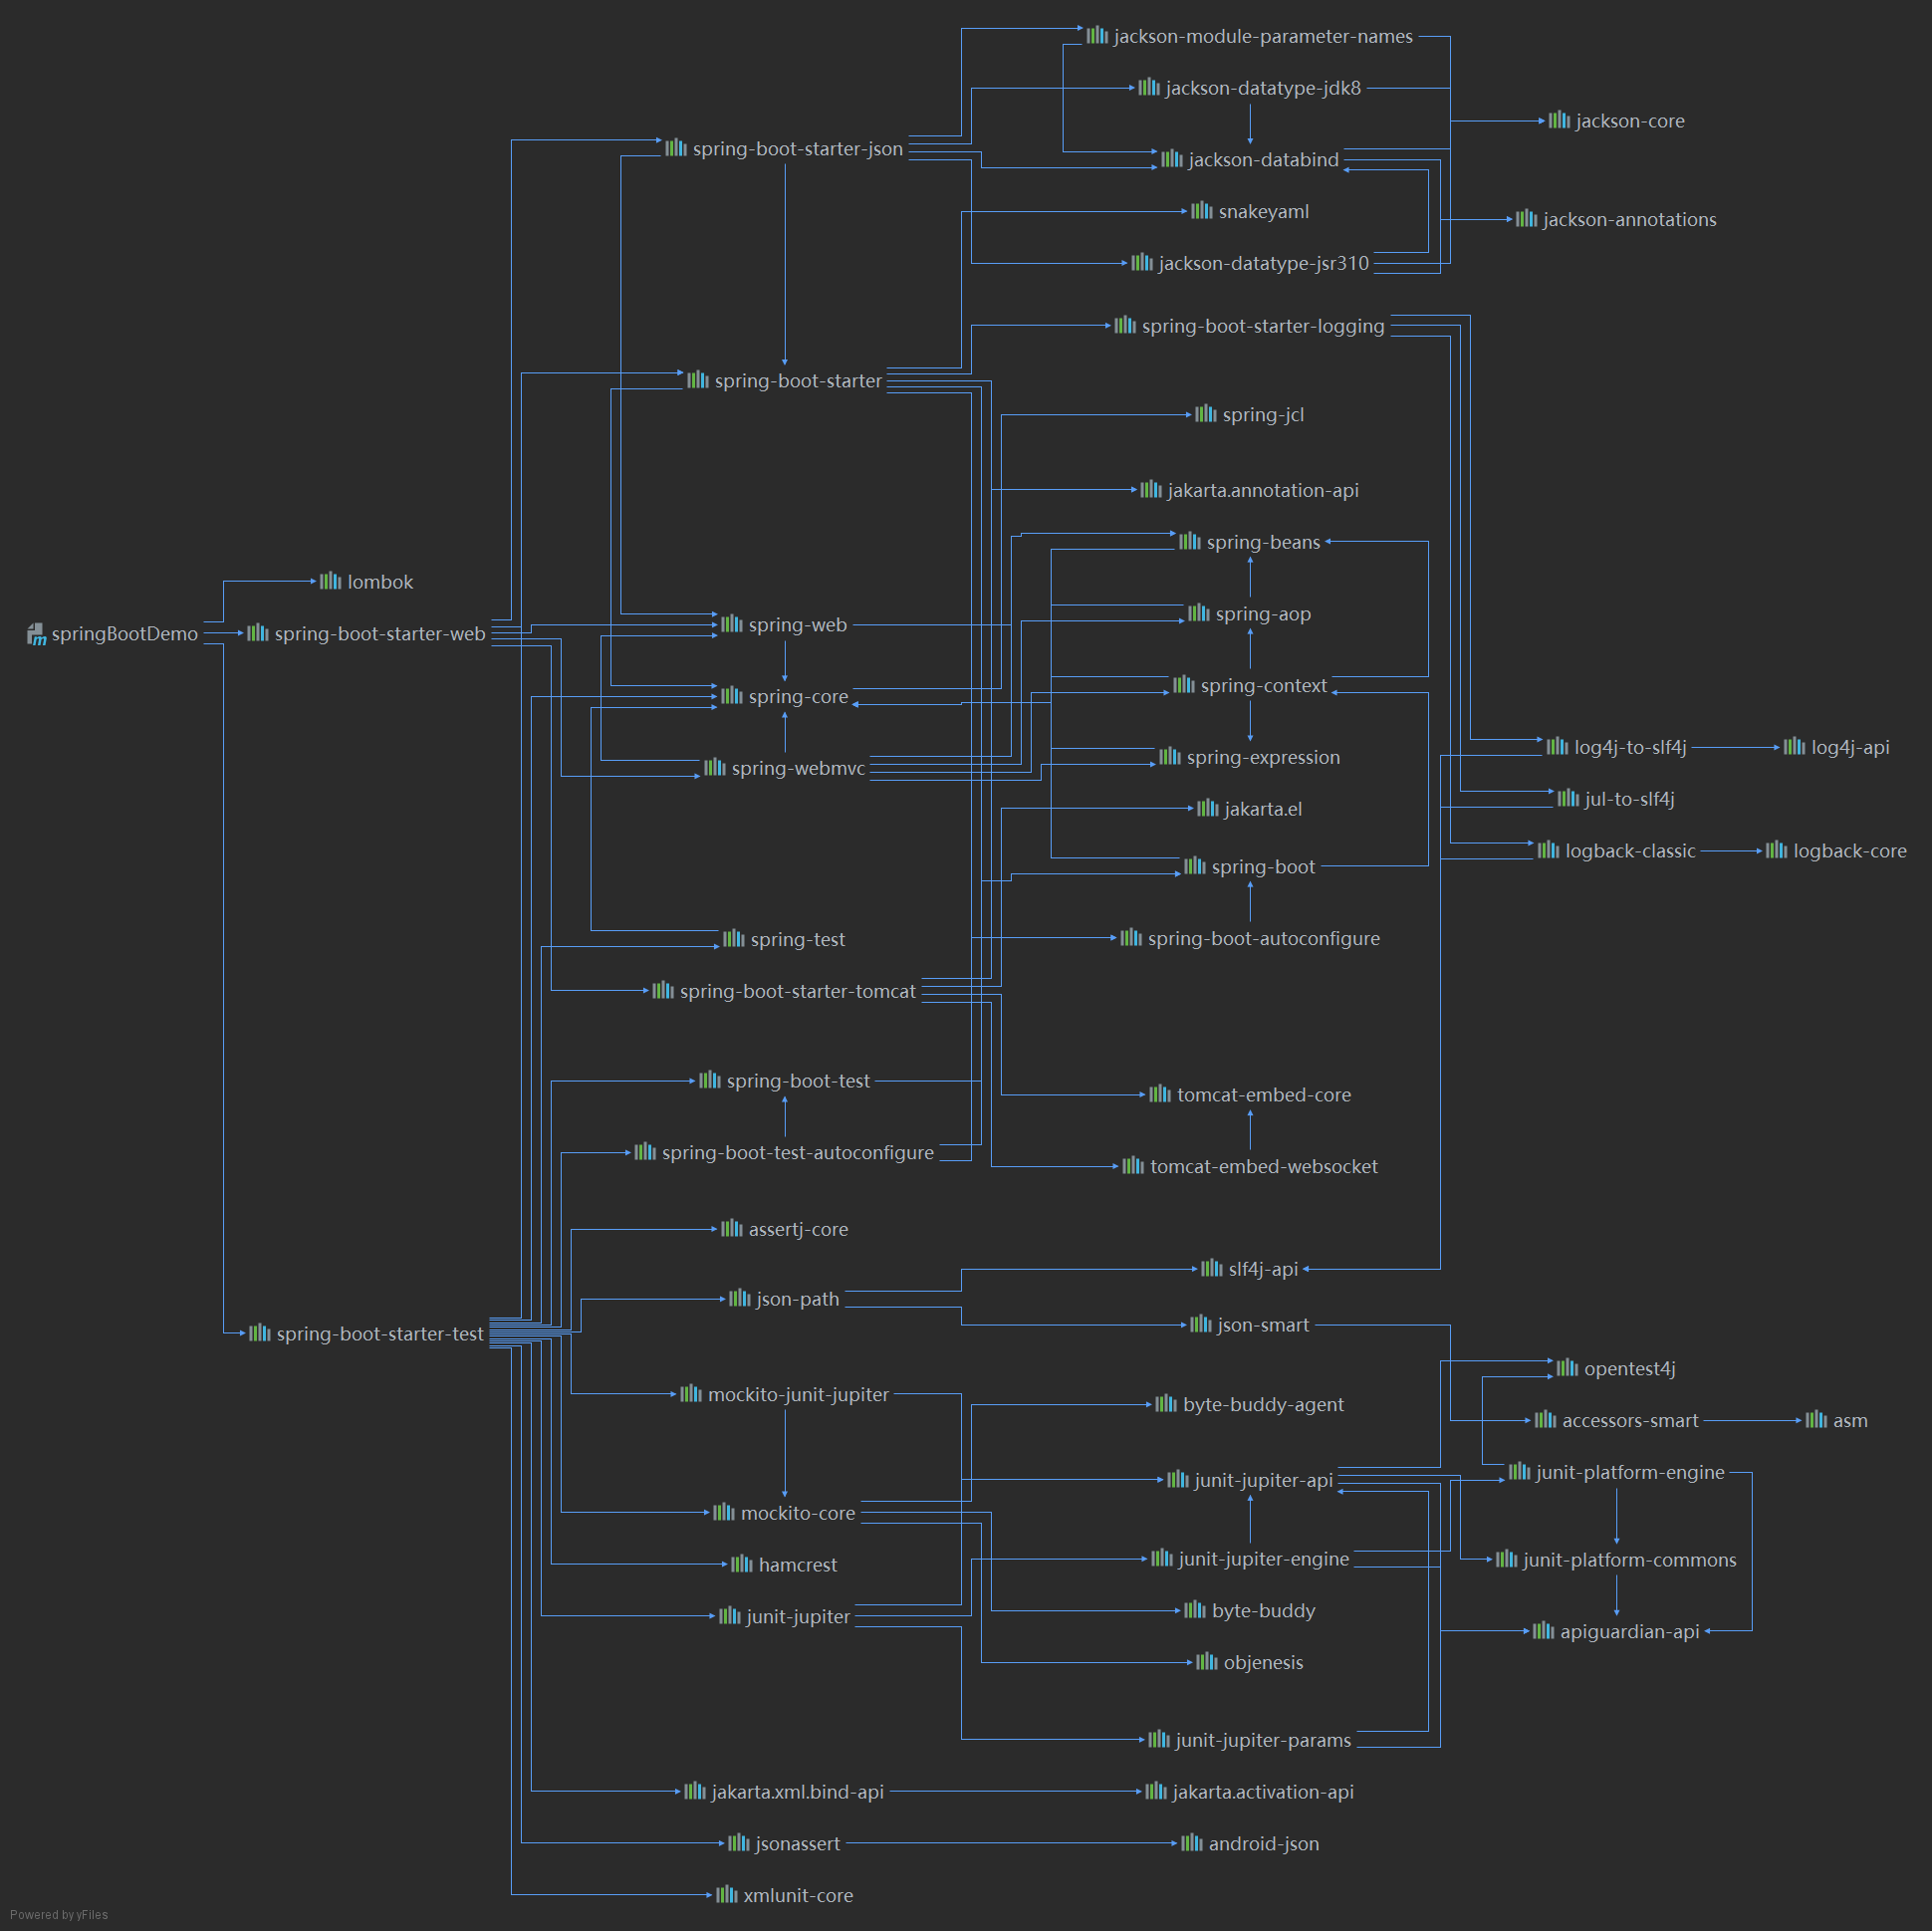 jackson-module-parameter-names
jackson-datatype-jdk8
jackson-core
spring-boot-starter-json
jackson-databind
snakeyaml
jackson-annotations
jackson-datatype-jsr310
spring-boot-starter-logging
spring-boot-starter
spring-jcl
jakarta.annotation-api
spring-beans
lombok
spring-aop
spring-web
springBootDemo
spring-boot-starter-web
spring-context
spring-core
log4j-to-slf4j
log4j-api
spring-expression
spring-webmvc
jul-to-slf4j
jakarta.el
logback-classic
logback-core
spring-boot
spring-boot-autoconfigure
spring-test
spring-boot-starter-tomcat
spring-boot-test
tomcat-embed-core
spring-boot-test-autoconfigure
tomcat-embed-websocket
assertj-core
slf4j-api
json-path
json-smart
spring-boot-starter-test
opentest4j
mockito-junit-jupiter
byte-buddy-agent
accessors-smart
asm
junit-platform-engine
junit-jupiter-api
mockito-core
junit-jupiter-engine
junit-platform-commons
hamcrest
byte-buddy
junit-jupiter
apiguardian-api
objenesis
junit-jupiter-params
jakarta.xml.bind-api
jakarta.activation-api
jsonassert
android-json
xmlunit-core
Powered by yFiles